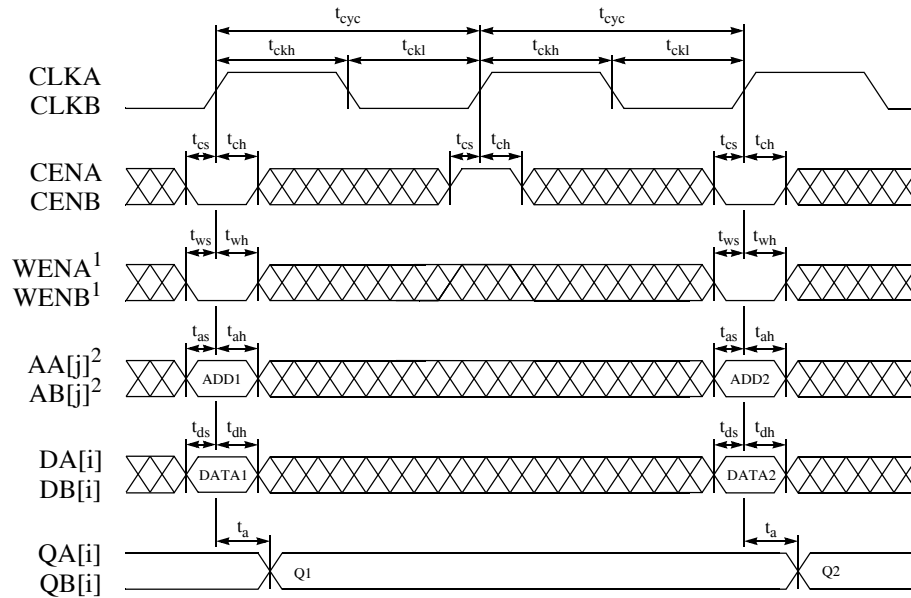 tcyc tcyc
tckh tckl tckh tckl
CLKA
CLKB
tcs tch tcs tch tcs tch
CENA
CENB
tws twh tws twh
WENA¹
WENB¹
tas tah tas tah
AA[j]²
AB[j]²
ADD1 ADD2
tds tdh tds tdh
DA[i]
DB[i]
DATA1 DATA2
ta ta
QA[i]
QB[i]
Q1 Q2